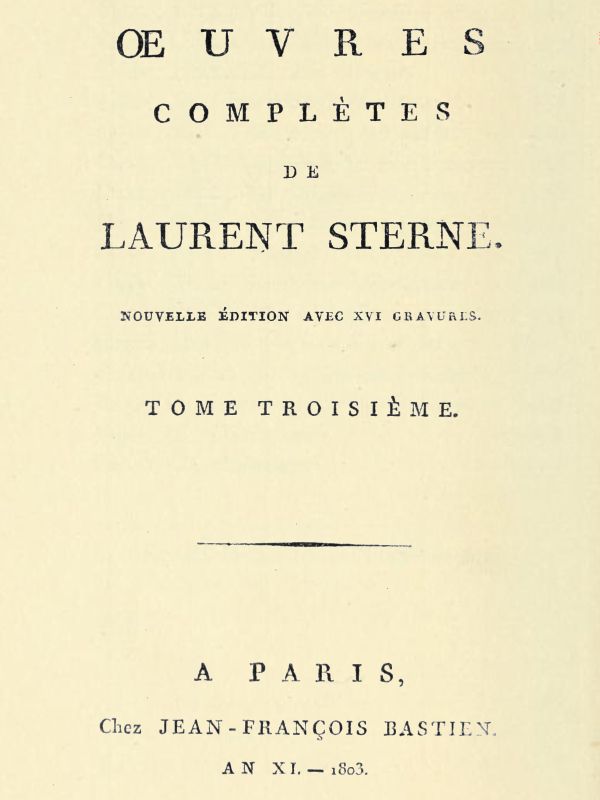 ŒUVRES
COMPLÈTES
DE
LAURENT STERNE.
NOUVELLE ÉDITION AVEC XVI GRAVURES.
TOME TROISIÈME.
A PARIS,
Chez JEAN-FRANÇOIS BASTIEN.
AN XI. — 1803.